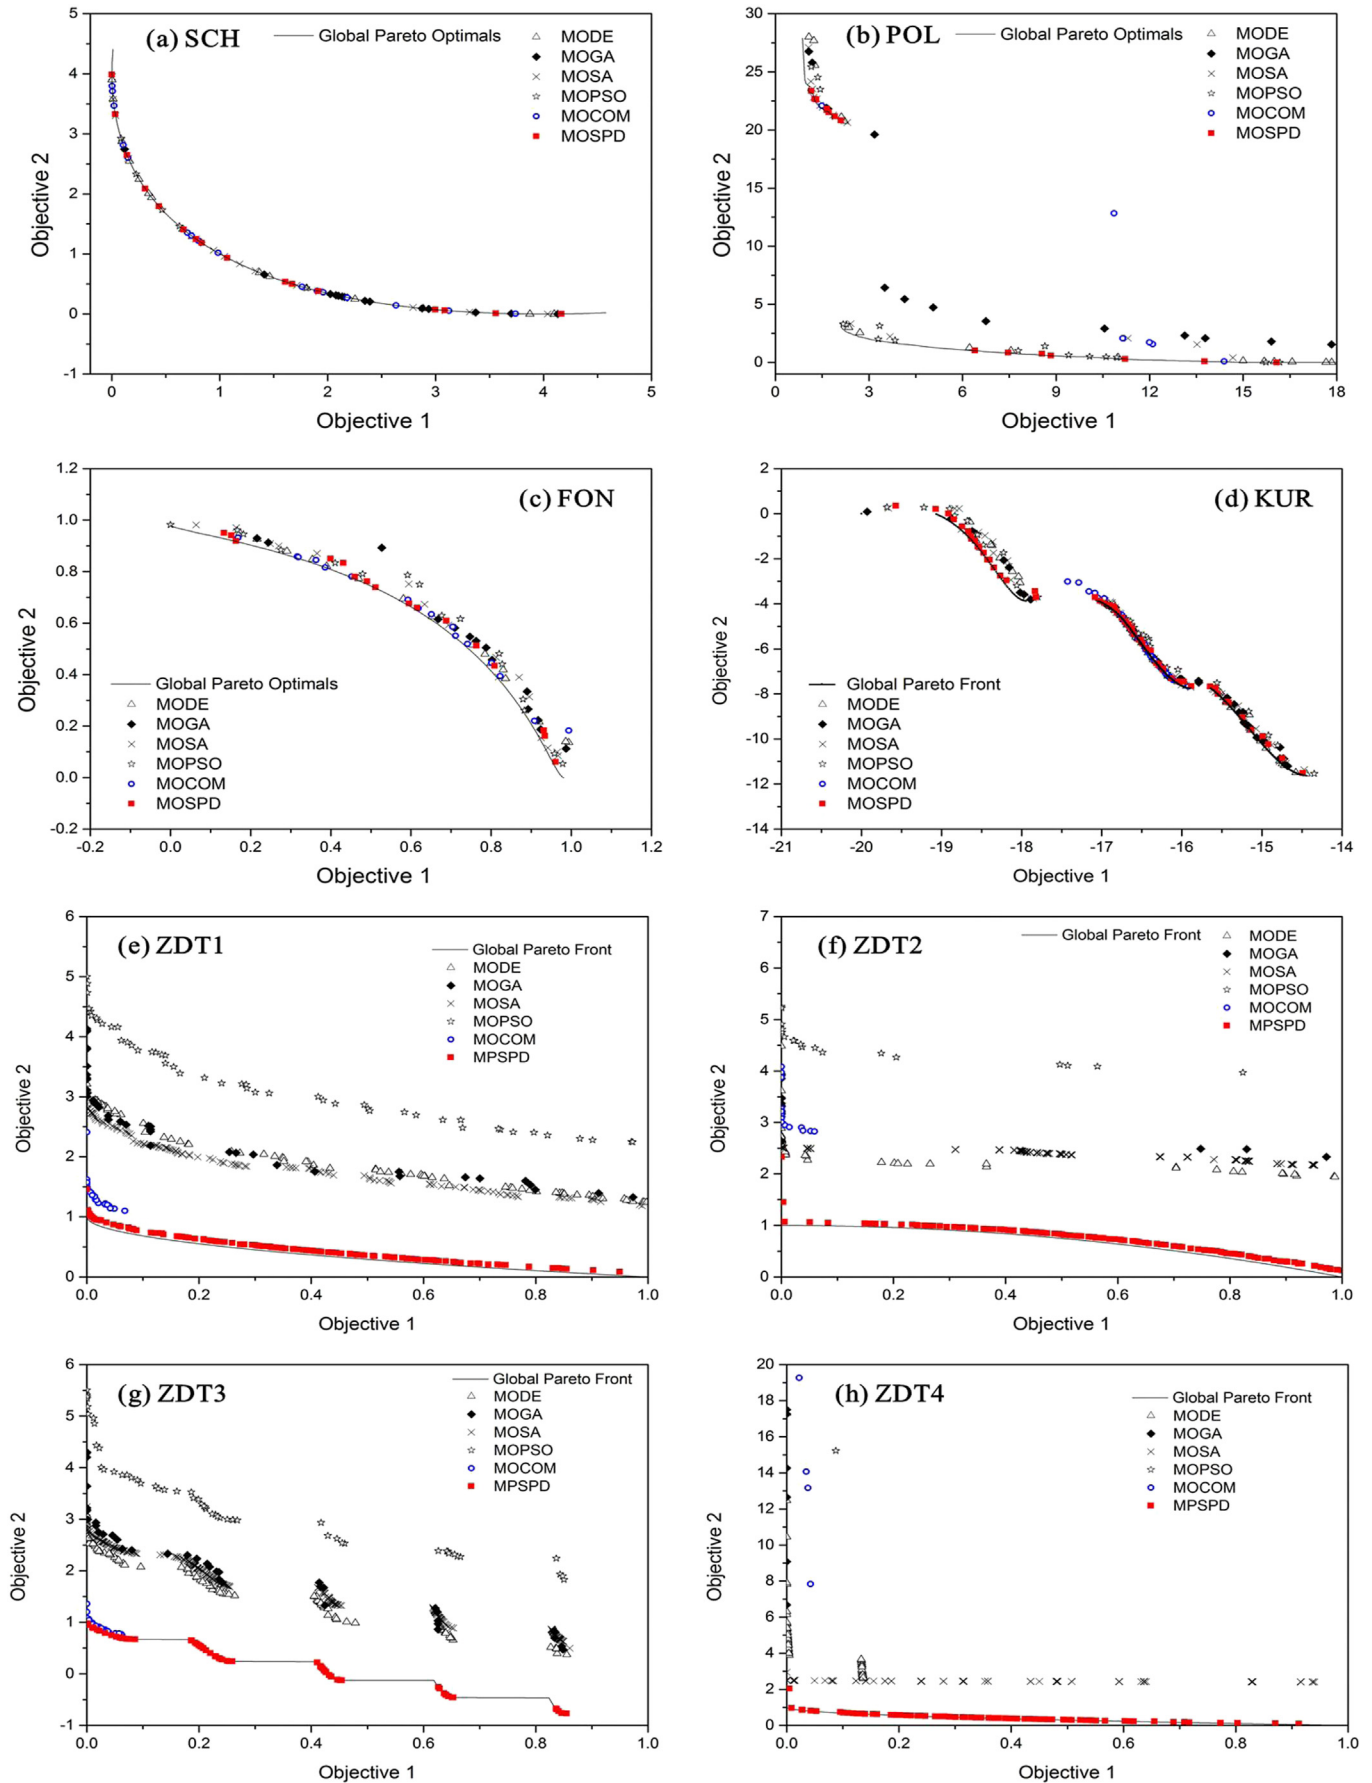 (a) SCH
Global Pareto Optimals
MODE
MOGA
MOSA
MOPSO
MOCOM
MOSPD
5
4
3
2
1
0
-1
0
1
2
3
4
5
Objective 2
Objective 1
(b) POL
Global Pareto Optimals
MODE
MOGA
MOSA
MOPSO
MOCOM
MOSPD
30
25
20
15
10
5
0
0
3
6
9
12
15
18
Objective 2
Objective 1
(c) FON
Global Pareto Optimals
MODE
MOGA
MOSA
MOPSO
MOCOM
MOSPD
1.2
1.0
0.8
0.6
0.4
0.2
0.0
-0.2
-0.2
0.0
0.2
0.4
0.6
0.8
1.0
1.2
Objective 2
Objective 1
(d) KUR
Global Pareto Front
MODE
MOGA
MOSA
MOPSO
MOCOM
MOSPD
2
0
-2
-4
-6
-8
-10
-12
-14
-21
-20
-19
-18
-17
-16
-15
-14
Objective 2
Objective 1
(e) ZDT1
Global Pareto Front
MODE
MOGA
MOSA
MOPSO
MOCOM
MPSPD
6
5
4
3
2
1
0
0.0
0.2
0.4
0.6
0.8
1.0
Objective 2
Objective 1
(f) ZDT2
Global Pareto Front
MODE
MOGA
MOSA
MOPSO
MOCOM
MPSPD
7
6
5
4
3
2
1
0
0.0
0.2
0.4
0.6
0.8
1.0
Objective 2
Objective 1
(g) ZDT3
Global Pareto Front
MODE
MOGA
MOSA
MOPSO
MOCOM
MPSPD
6
5
4
3
2
1
0
-1
0.0
0.2
0.4
0.6
0.8
1.0
Objective 2
Objective 1
(h) ZDT4
Global Pareto Front
MODE
MOGA
MOSA
MOPSO
MOCOM
MPSPD
20
18
16
14
12
10
8
6
4
2
0
0.0
0.2
0.4
0.6
0.8
1.0
Objective 2
Objective 1